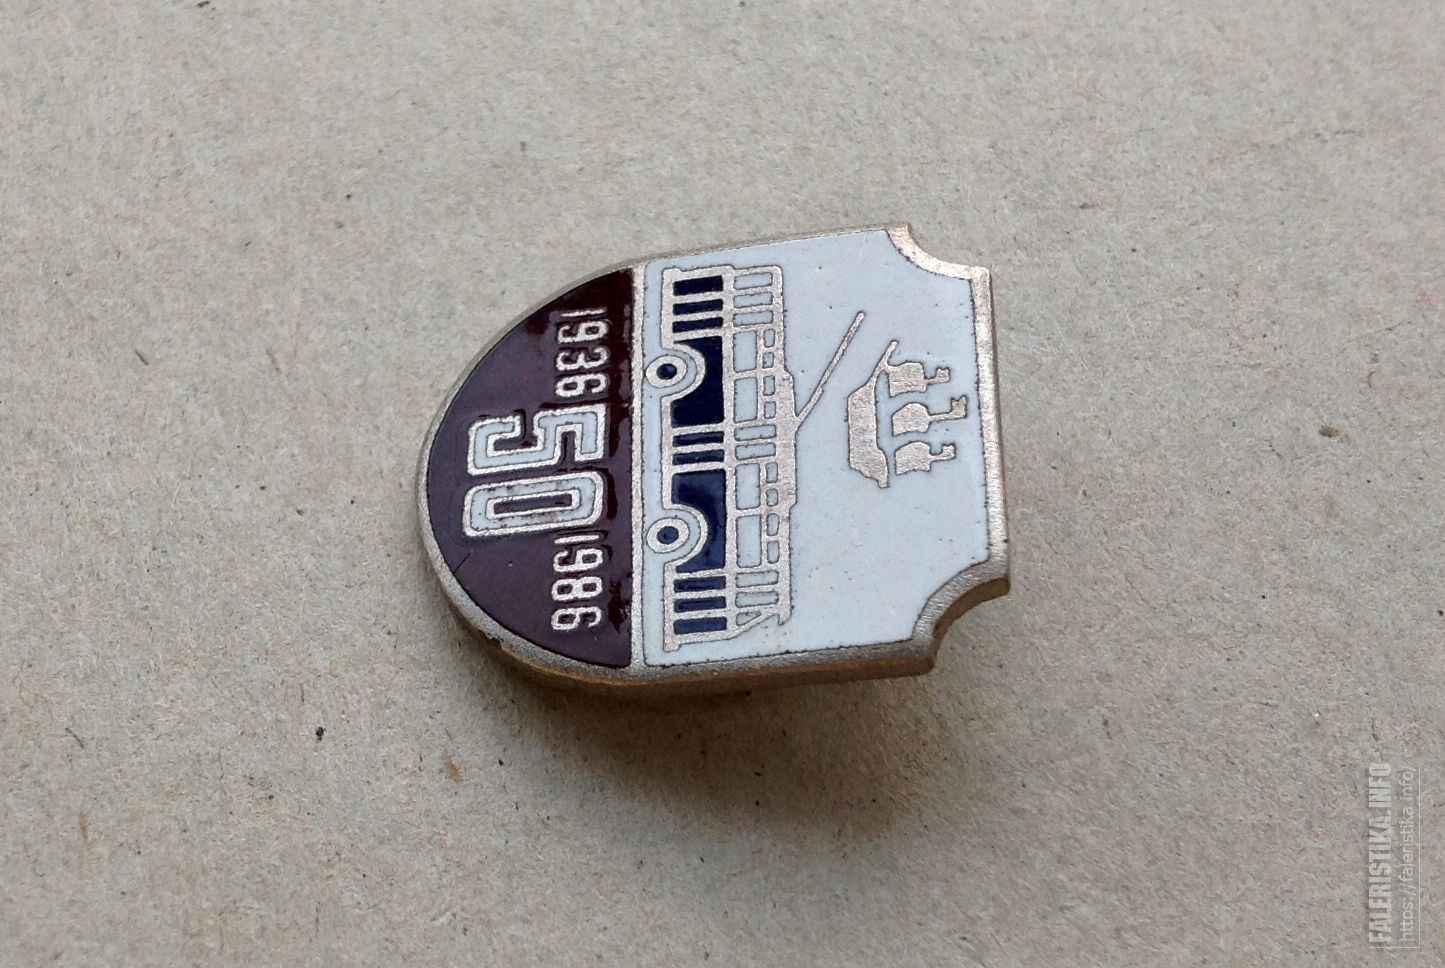 1936 50 1986
FALERISTIKA.INFO
https://faleristika.info/